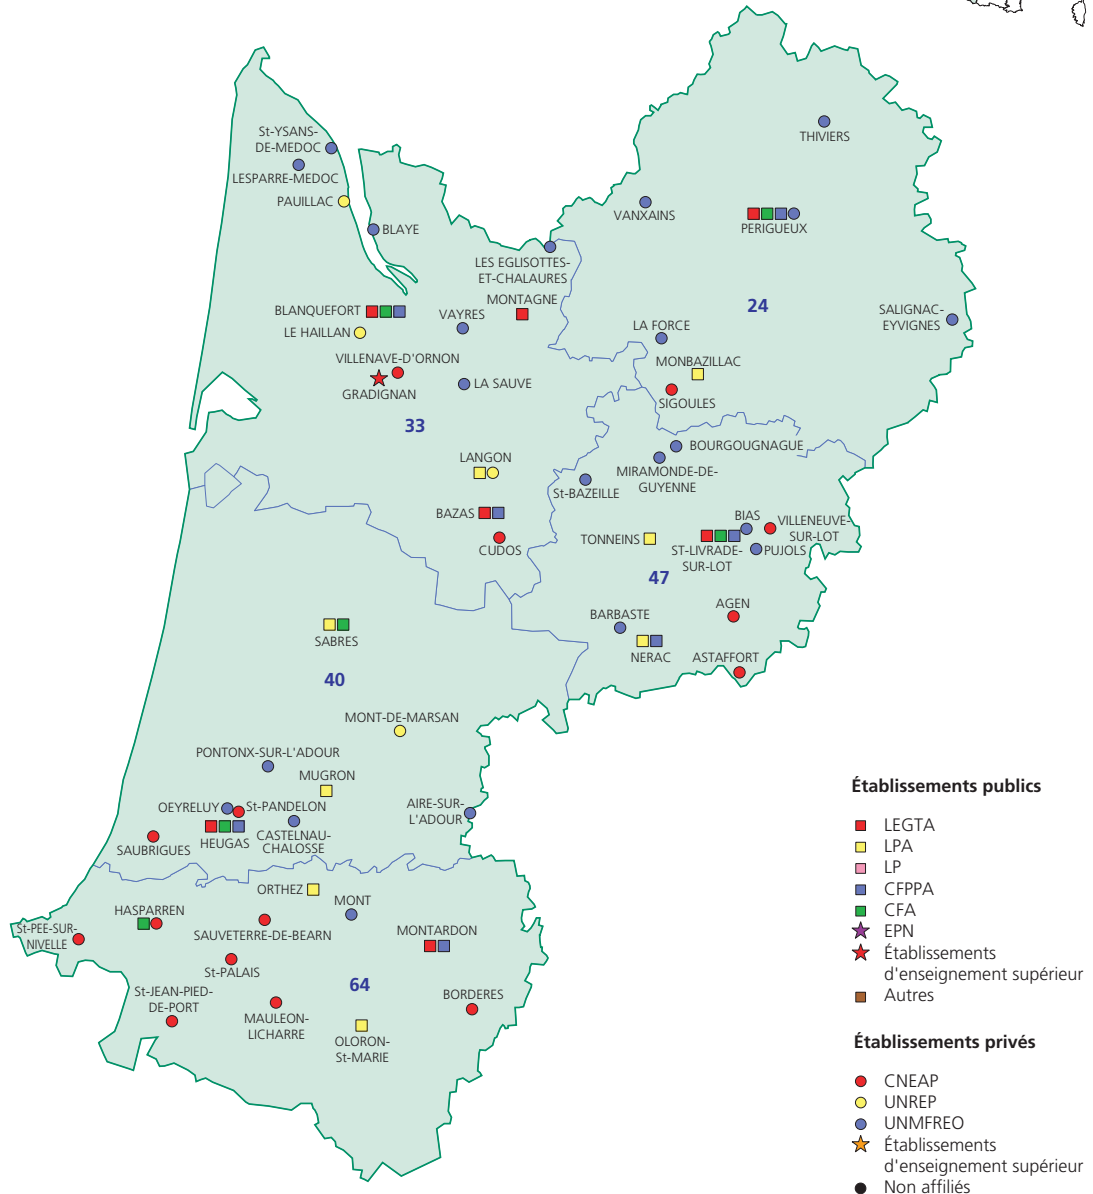 St-YSANS-
DE-MEDOC
LESPARRE-MEDOC
PAUILLAC
BLAYE
THIVIERS
VANXAINS
PERIGUEUX
LES EGLISOTTES-
ET-CHALAURES
BLANQUEFORT
LE HAILLAN
VAYRES
MONTAGNE
24
SALIGNAC-
EYVIGNES
LA FORCE
MONBAZILLAC
SIGOULES
VILLENAVE-D'ORNON
GRADIGNAN
LA SAUVE
33
LANGON
BAZAS
CUDOS
BOURGOUGNAGUE
MIRAMONDE-DE-
GUYENNE
St-BAZEILLE
TONNEINS
BIAS
VILLENEUVE-
SUR-LOT
ST-LIVRADE-
SUR-LOT
PUJOLS
47
AGEN
BARBASTE
NERAC
ASTAFFORT
SABRES
40
MONT-DE-MARSAN
PONTONX-SUR-L'ADOUR
MUGRON
OEYRELUY
St-PANDELON
HEUGAS
CASTELNAU-
CHALOSSE
AIRE-SUR-
L'ADOUR
SAUBRIGUES
ORTHEZ
HASPARREN
St-PEE-SUR-
NIVELLE
SAUVETERRE-DE-BEARN
MONT
MONTARDON
St-PALAIS
64
St-JEAN-PIED-
DE-PORT
MAULEON-
LICHARRE
BORDERES
OLORON-
St-MARIE
Établissements publics
LEGTA
LPA
LP
CFPPA
CFA
EPN
Établissements
d'enseignement supérieur
Autres
Établissements privés
CNEAP
UNREP
UNMFREO
Établissements
d'enseignement supérieur
Non affiliés